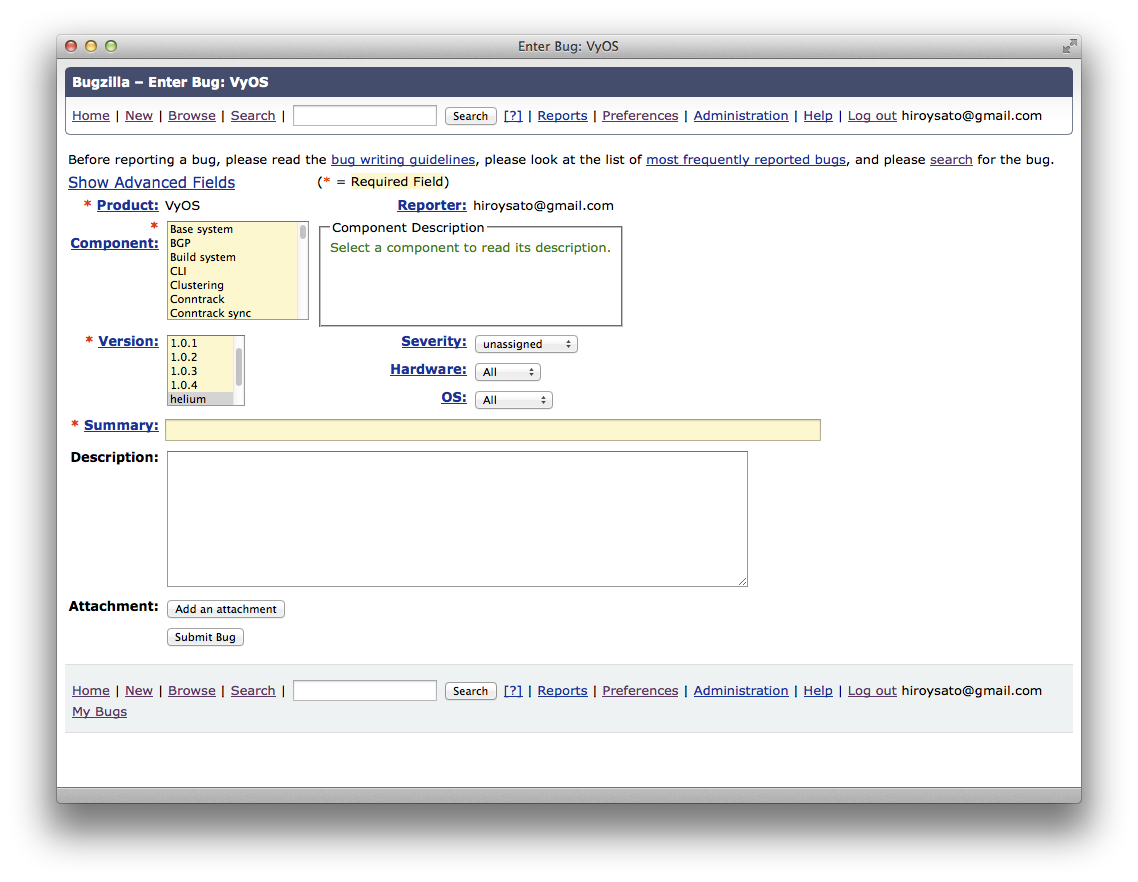 Enter Bug: VyOS
Bugzilla – Enter Bug: VyOS
Home | New | Browse | Search | Search [?] | Reports | Preferences | Administration | Help | Log out hiroysato@gmail.com
Before reporting a bug, please read the bug writing guidelines, please look at the list of most frequently reported bugs, and please search for the bug.
Show Advanced Fields (* = Required Field)
* Product: VyOS Reporter: hiroysato@gmail.com
* Component:
Base system
BGP
Build system
CLI
Clustering
Conntrack
Conntrack sync
Component Description
Select a component to read its description.
* Version:
1.0.1
1.0.2
1.0.3
1.0.4
helium
Severity: unassigned
Hardware: All
OS: All
* Summary:
Description:
Attachment: Add an attachment
Submit Bug
Home | New | Browse | Search | Search [?] | Reports | Preferences | Administration | Help | Log out hiroysato@gmail.com
My Bugs